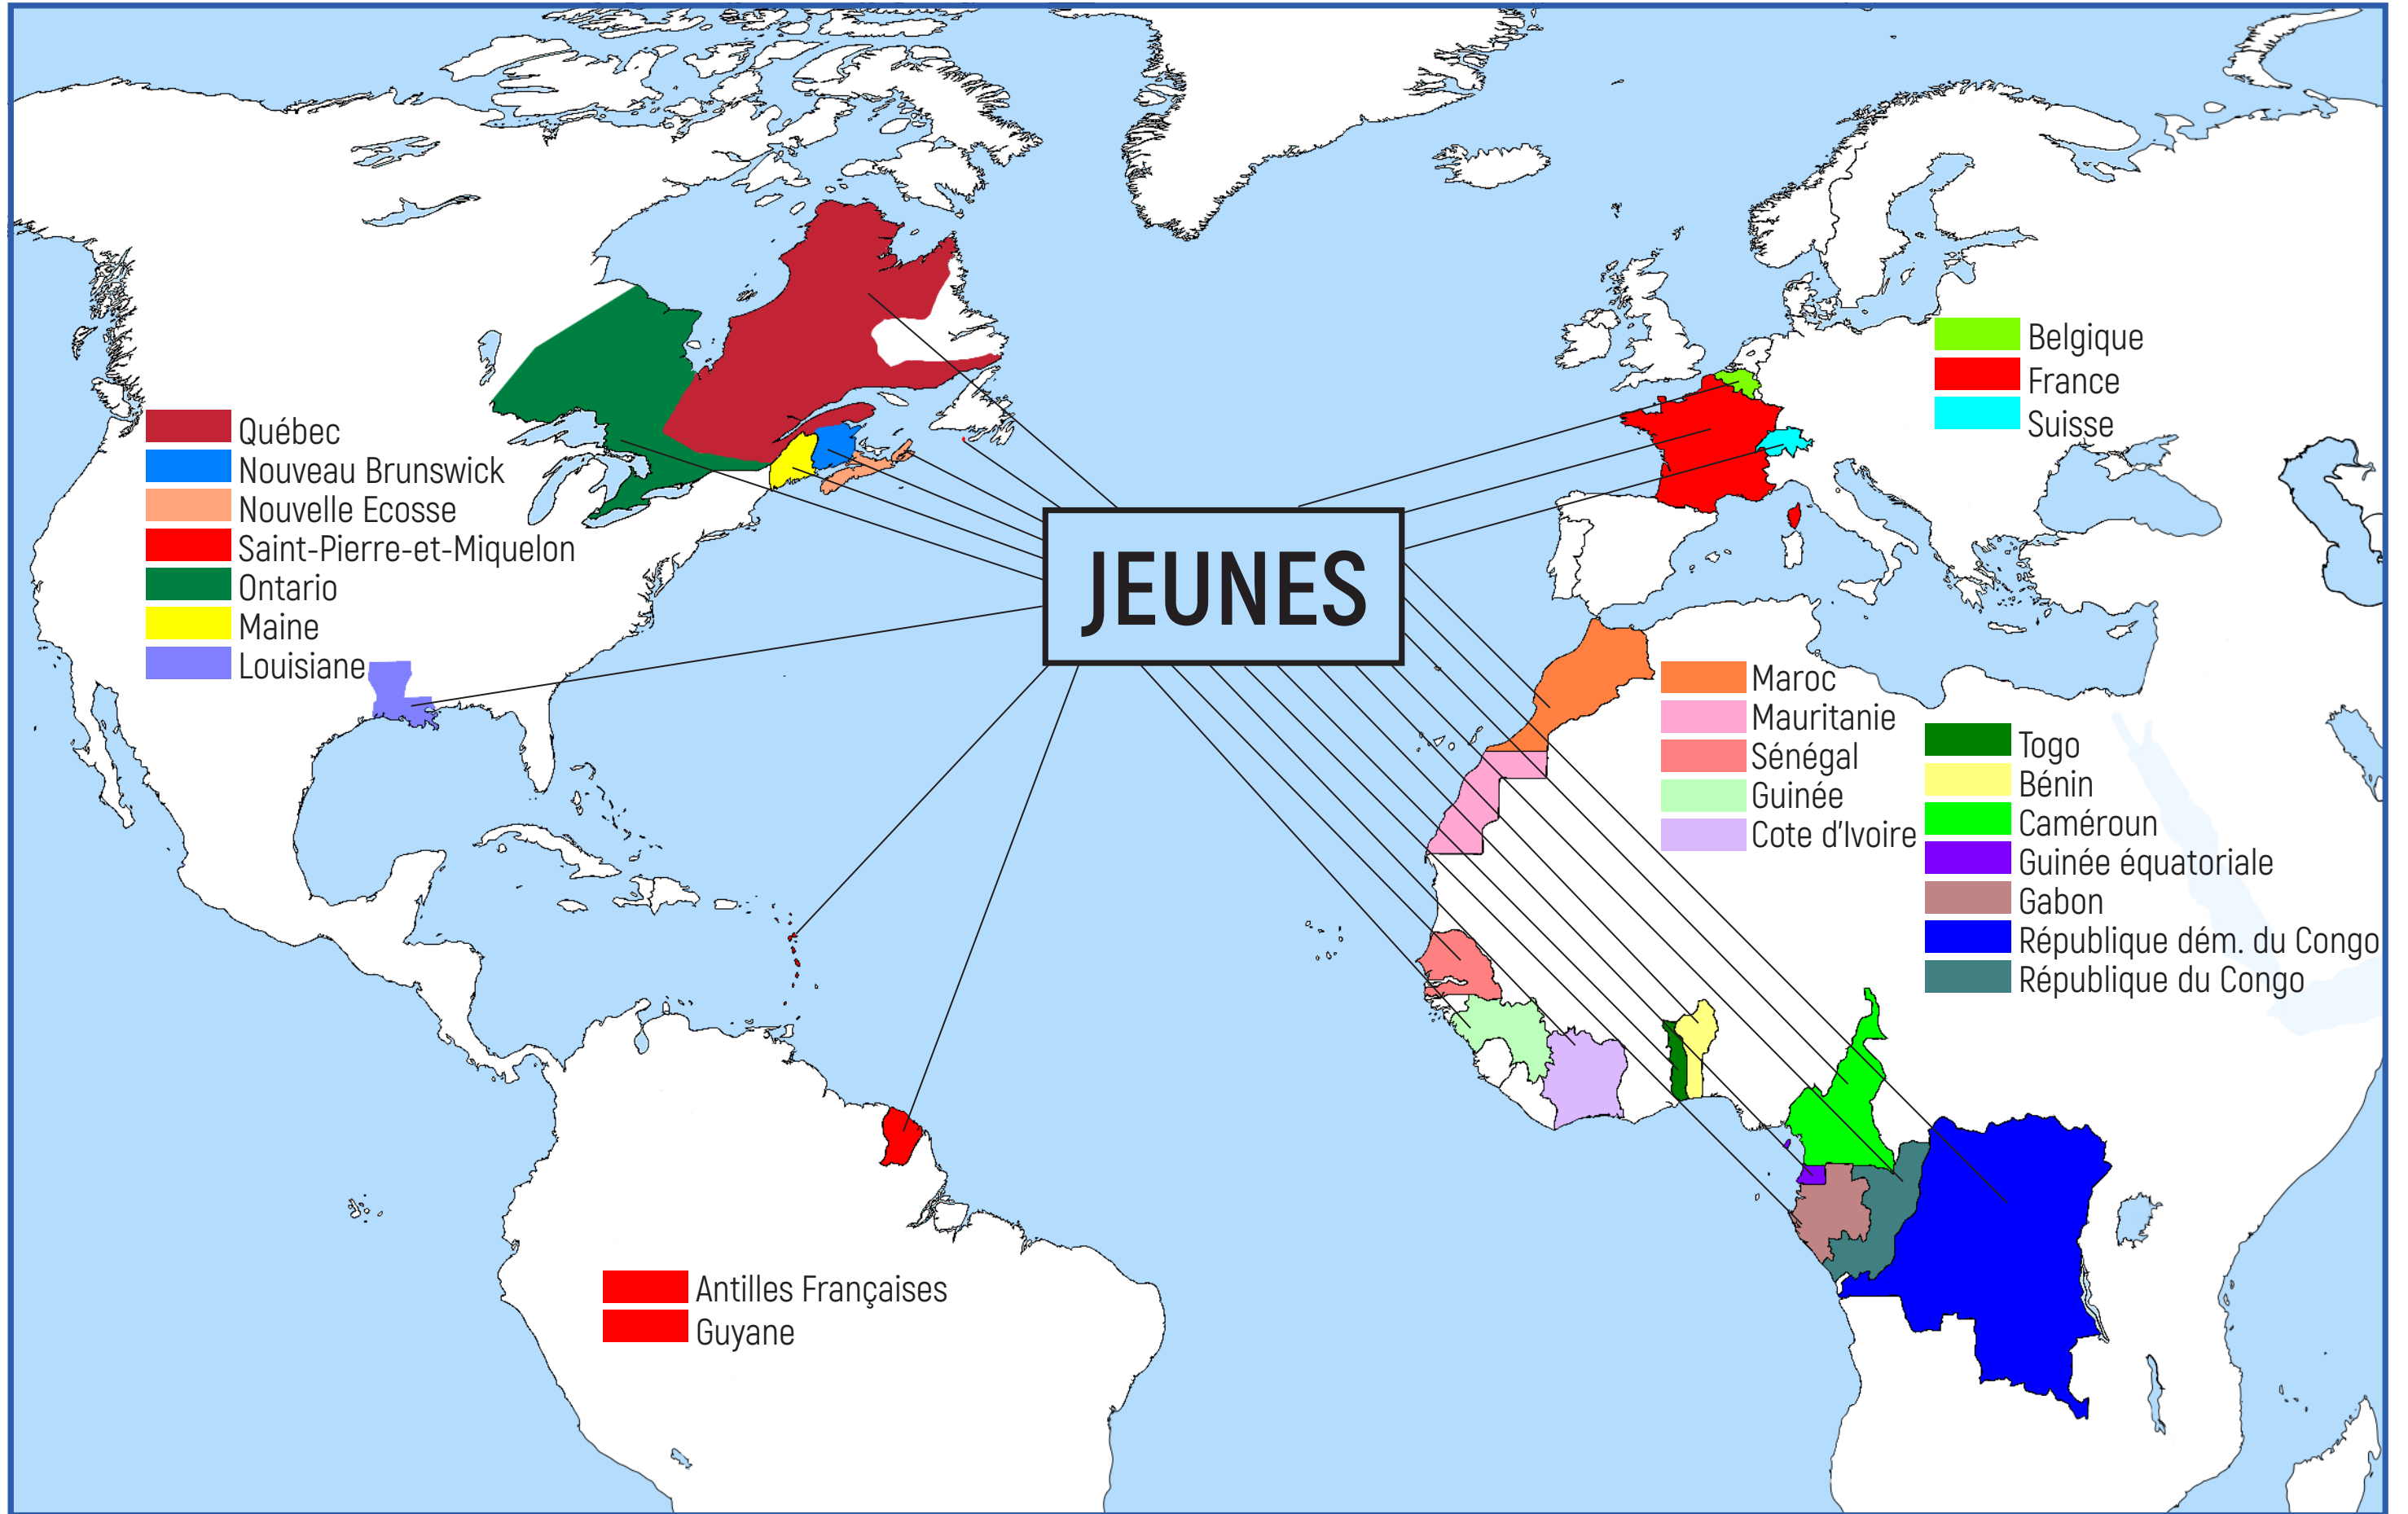 Québec
Nouveau Brunswick
Nouvelle Ecosse
Saint-Pierre-et-Miquelon
Ontario
Maine
Louisiane
JEUNES
Belgique
France
Suisse
Maroc
Mauritanie
Sénégal
Guinée
Cote d'Ivoire
Togo
Bénin
Caméroun
Guinée équatoriale
Gabon
République dém. du Congo
République du Congo
Antilles Françaises
Guyane